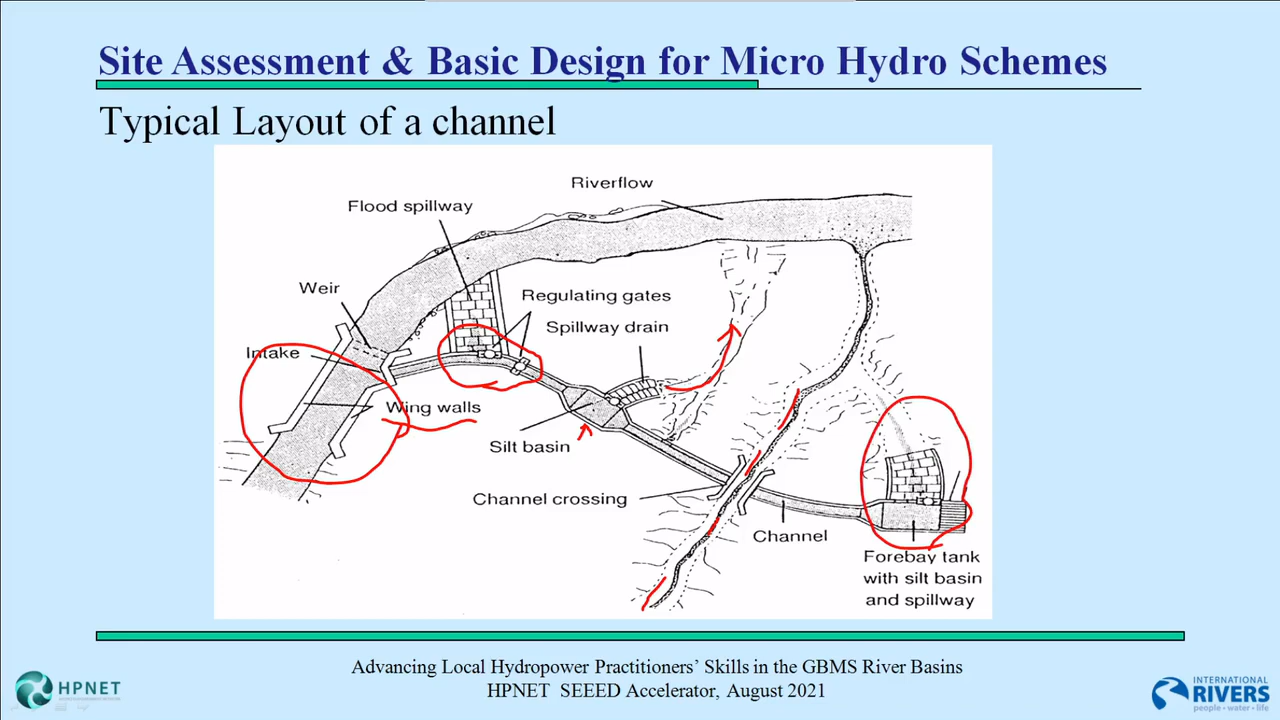 Site Assessment & Basic Design for Micro Hydro Schemes
Typical Layout of a channel
Riverflow
Flood spillway
Weir
Regulating gates
Spillway drain
Intake
Wing walls
Silt basin
Channel crossing
Channel
Forebay tank
with silt basin
and spillway
Advancing Local Hydropower Practitioners' Skills in the GBMS River Basins
HPNET SEEED Accelerator, August 2021
HPNET
INTERNATIONAL
RIVERS
people • water • life